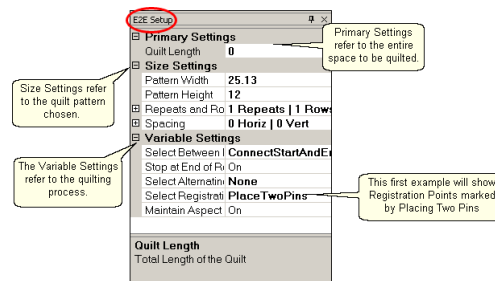 E2E Setup
Primary Settings
Quilt Length 0
Size Settings
Pattern Width 25.13
Pattern Height 12
Repeats and Ro 1 Repeats | 1 Rows
Spacing 0 Horiz | 0 Vert
Variable Settings
Select Between I ConnectStartAndEn
Stop at End of R On
Select Alternatin None
Select Registrati PlaceTwoPins
Maintain Aspect On
Quilt Length
Total Length of the Quilt
Primary Settings
refer to the entire
space to be quilted.
Size Settings refer
to the quilt pattern
chosen.
The Variable Settings
refer to the quilting
process.
This first example will show
Registration Points marked
by Placing Two Pins